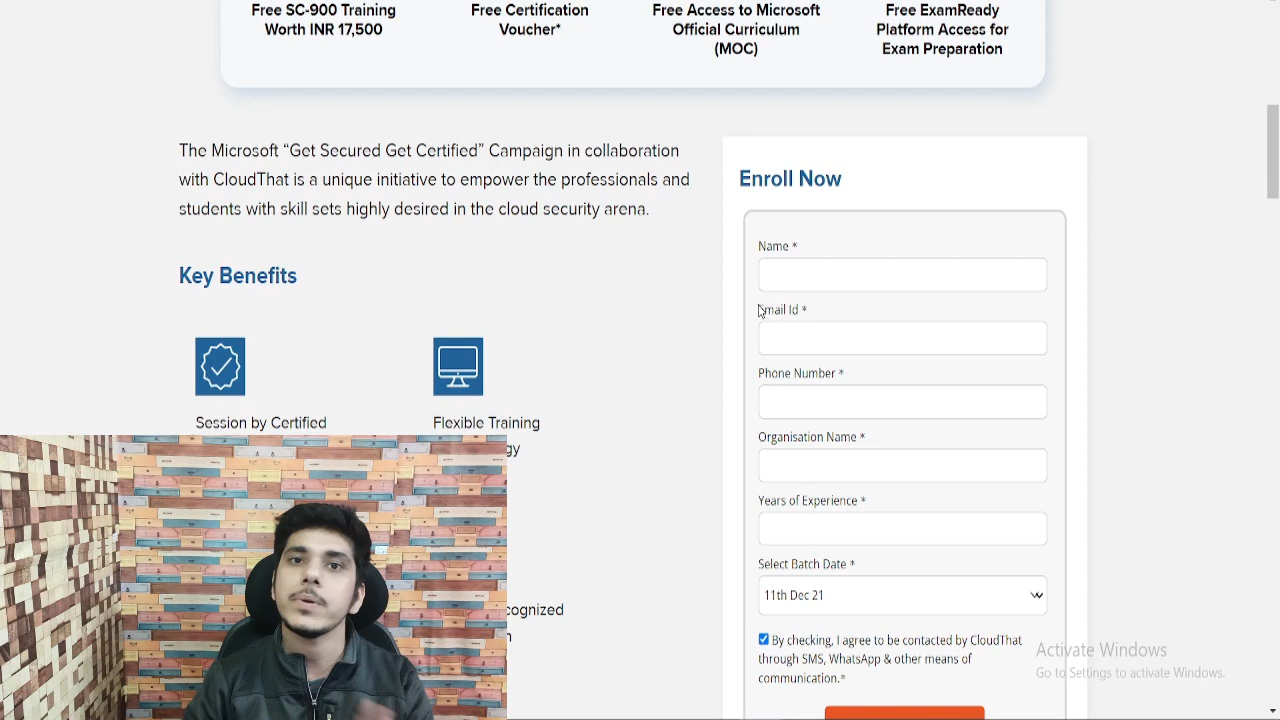 Free SC-900 Training
Worth INR 17,500
Free Certification
Voucher*
Free Access to Microsoft
Official Curriculum
(MOC)
Free ExamReady
Platform Access for
Exam Preparation
The Microsoft “Get Secured Get Certified” Campaign in collaboration
with CloudThat is a unique initiative to empower the professionals and
students with skill sets highly desired in the cloud security arena.
Key Benefits
Session by Certified
Flexible Training
Enroll Now
Name *
Email Id *
Phone Number *
Organisation Name *
Years of Experience *
Select Batch Date *
11th Dec 21
By checking, I agree to be contacted by CloudThat
through SMS, WhatsApp & other means of
communication.*
Activate Windows
Go to Settings to activate Windows.